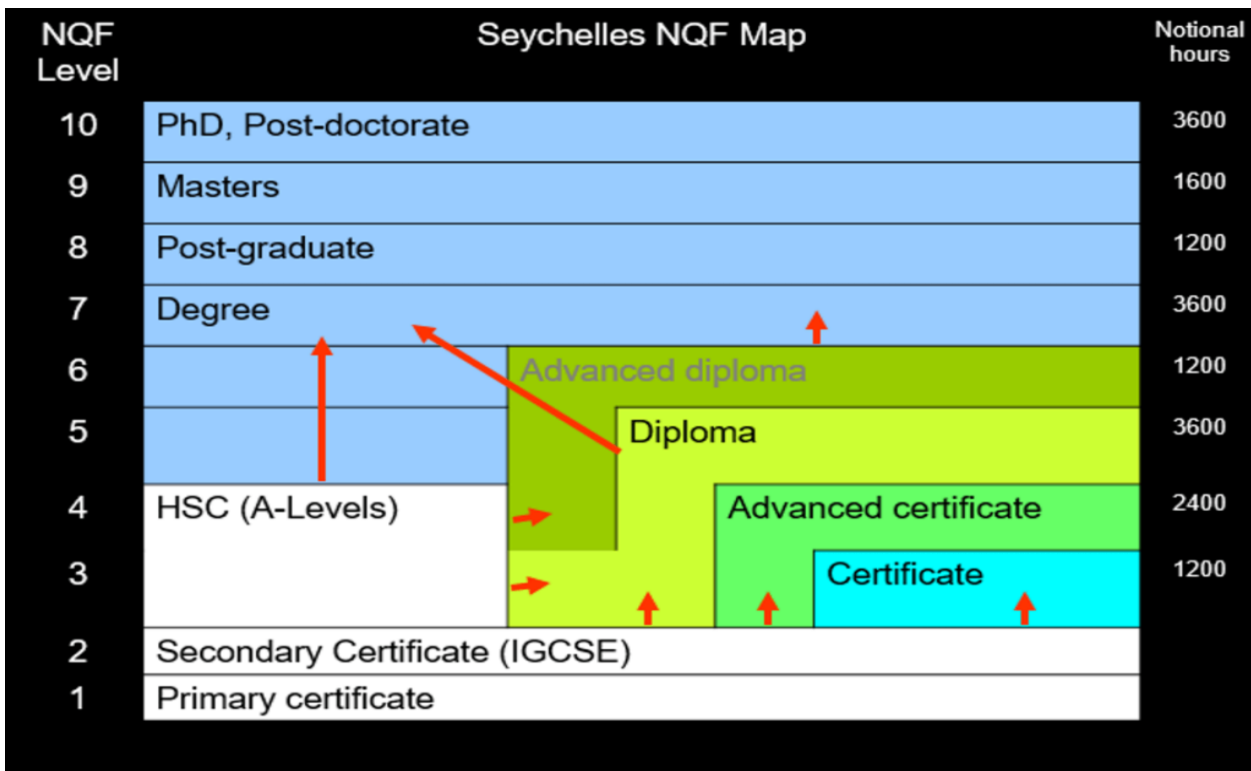 NQF Level
Seychelles NQF Map
Notional hours
10 PhD, Post-doctorate 3600
9 Masters 1600
8 Post-graduate 1200
7 Degree 3600
6 Advanced diploma 1200
5 Diploma 3600
4 HSC (A-Levels) Advanced certificate 2400
3 Certificate 1200
2 Secondary Certificate (IGCSE)
1 Primary certificate